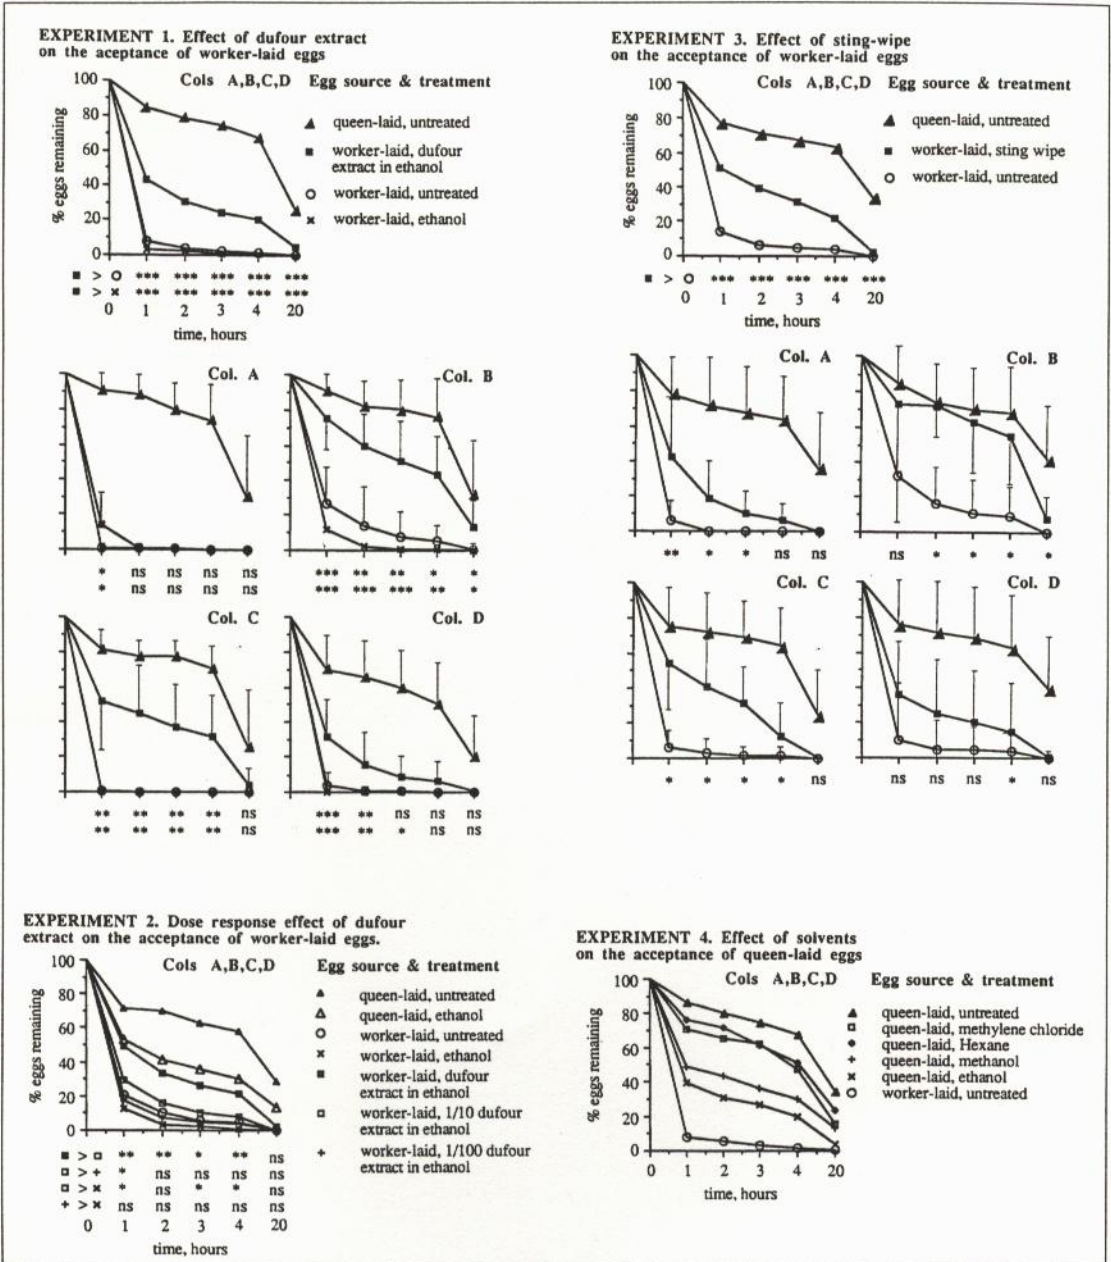 EXPERIMENT 1. Effect of dufour extract
on the aceptance of worker-laid eggs
Cols A,B,C,D Egg source & treatment
queen-laid, untreated
worker-laid, dufour
extract in ethanol
worker-laid, untreated
worker-laid, ethanol
% eggs remaining
100
80
60
40
20
0
■ > O *** *** *** *** ***
■ > × *** *** *** *** ***
0 1 2 3 4 20
time, hours
Col. A
* ns ns ns ns
* ns ns ns ns
Col. B
*** ** ** * *
*** *** *** ** *
Col. C
** ** ** ** ns
** ** ** ** ns
Col. D
*** ** ns ns ns
*** ** * ns ns
EXPERIMENT 3. Effect of sting-wipe
on the acceptance of worker-laid eggs
Cols A,B,C,D Egg source & treatment
queen-laid, untreated
worker-laid, sting wipe
worker-laid, untreated
% eggs remaining
100
80
60
40
20
0
■ > O *** *** *** *** ***
0 1 2 3 4 20
time, hours
Col. A
** * * ns ns
Col. B
ns * * * *
Col. C
* * * * ns
Col. D
ns ns ns * ns
EXPERIMENT 2. Dose response effect of dufour
extract on the acceptance of worker-laid eggs.
Cols A,B,C,D Egg source & treatment
queen-laid, untreated
queen-laid, ethanol
worker-laid, untreated
worker-laid, ethanol
worker-laid, dufour
extract in ethanol
worker-laid, 1/10 dufour
extract in ethanol
worker-laid, 1/100 dufour
extract in ethanol
% eggs remaining
100
80
60
40
20
0
■ > □ ** ** * ** ns
□ > + * ns ns ns ns
□ > × * ns * * ns
+ > × ns ns ns ns ns
0 1 2 3 4 20
time, hours
EXPERIMENT 4. Effect of solvents
on the acceptance of queen-laid eggs
Cols A,B,C,D Egg source & treatment
queen-laid, untreated
queen-laid, methylene chloride
queen-laid, Hexane
queen-laid, methanol
queen-laid, ethanol
worker-laid, untreated
% eggs remaining
100
80
60
40
20
0
0 1 2 3 4 20
time, hours